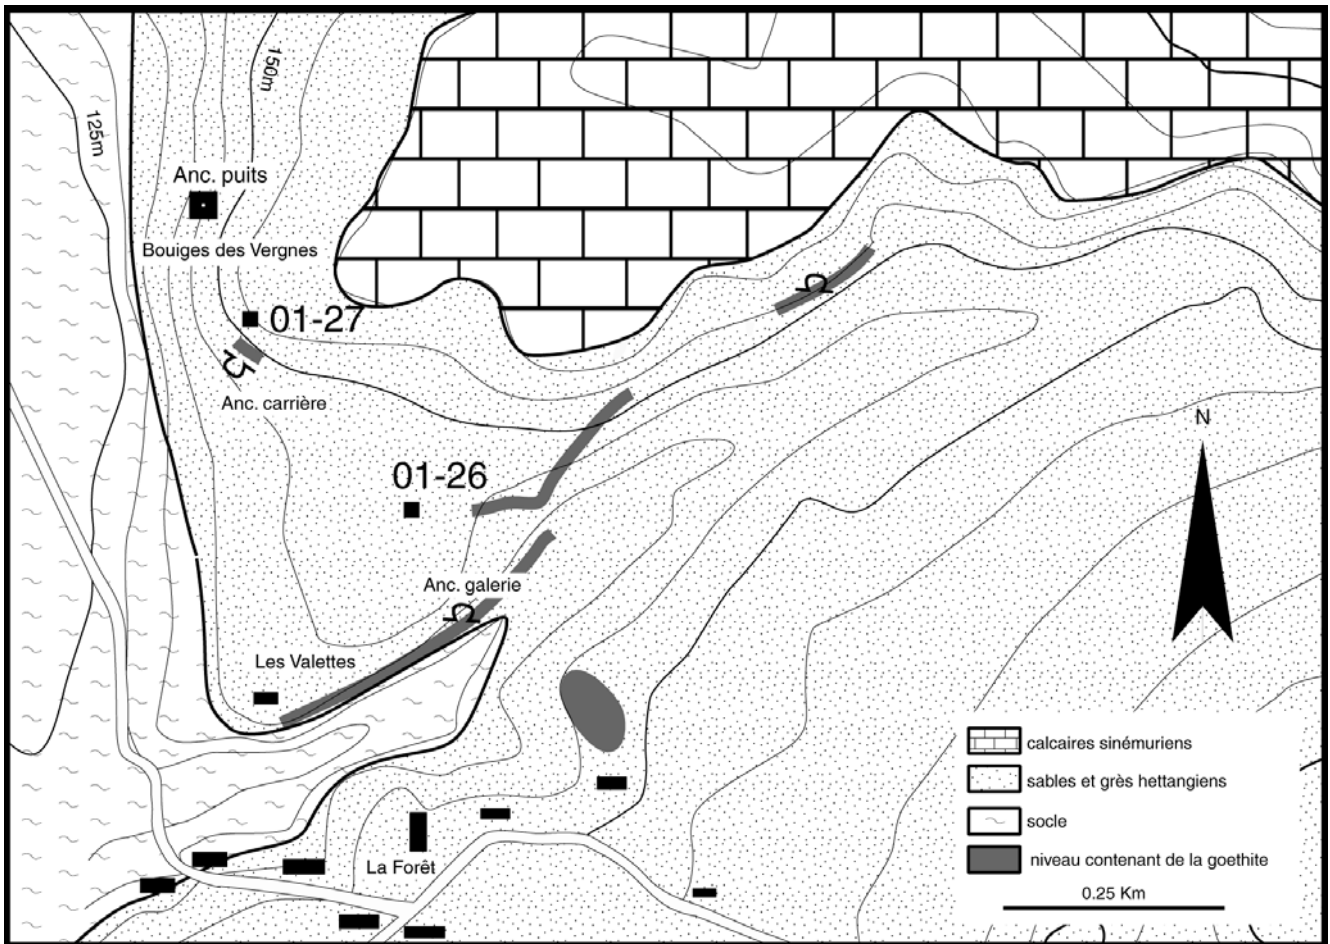 150m
125m
Anc. puits
Bouiges des Vergnes
01-27
Anc. carrière
01-26
N
Anc. galerie
Les Valettes
La Forêt
calcaires sinémuriens
sables et grès hettangiens
socle
niveau contenant de la goethite
0.25 Km